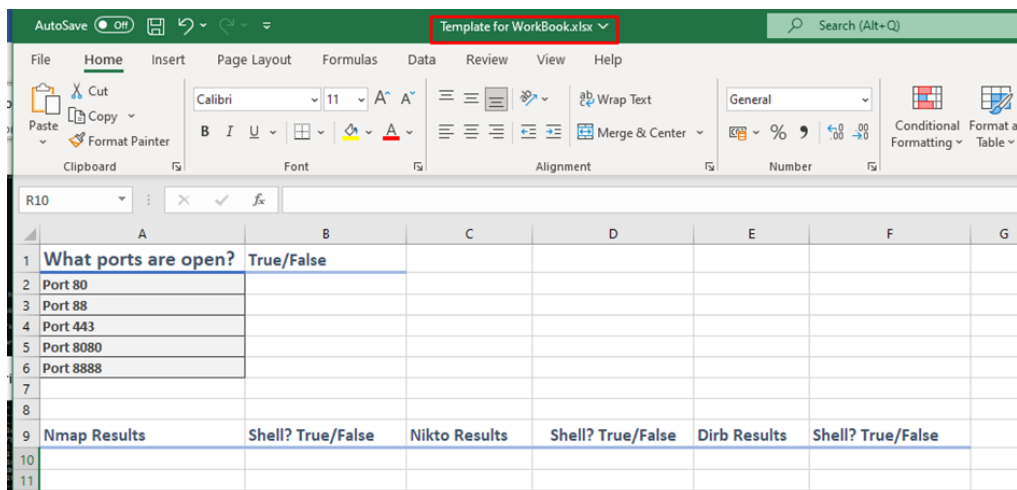 AutoSave Off Template for WorkBook.xlsx Search (Alt+Q)
File Home Insert Page Layout Formulas Data Review View Help
Paste Cut Copy Format Painter
Calibri 11 A A
B I U A
ab Wrap Text
Merge & Center
General
% 9 .00 .00
Conditional Formatting
Format a
Table
Clipboard Font Alignment Number
R10 fx
A B C D E F G
1 What ports are open? True/False
2 Port 80
3 Port 88
4 Port 443
5 Port 8080
6 Port 8888
7
8
9 Nmap Results Shell? True/False Nikto Results Shell? True/False Dirb Results Shell? True/False
10
11